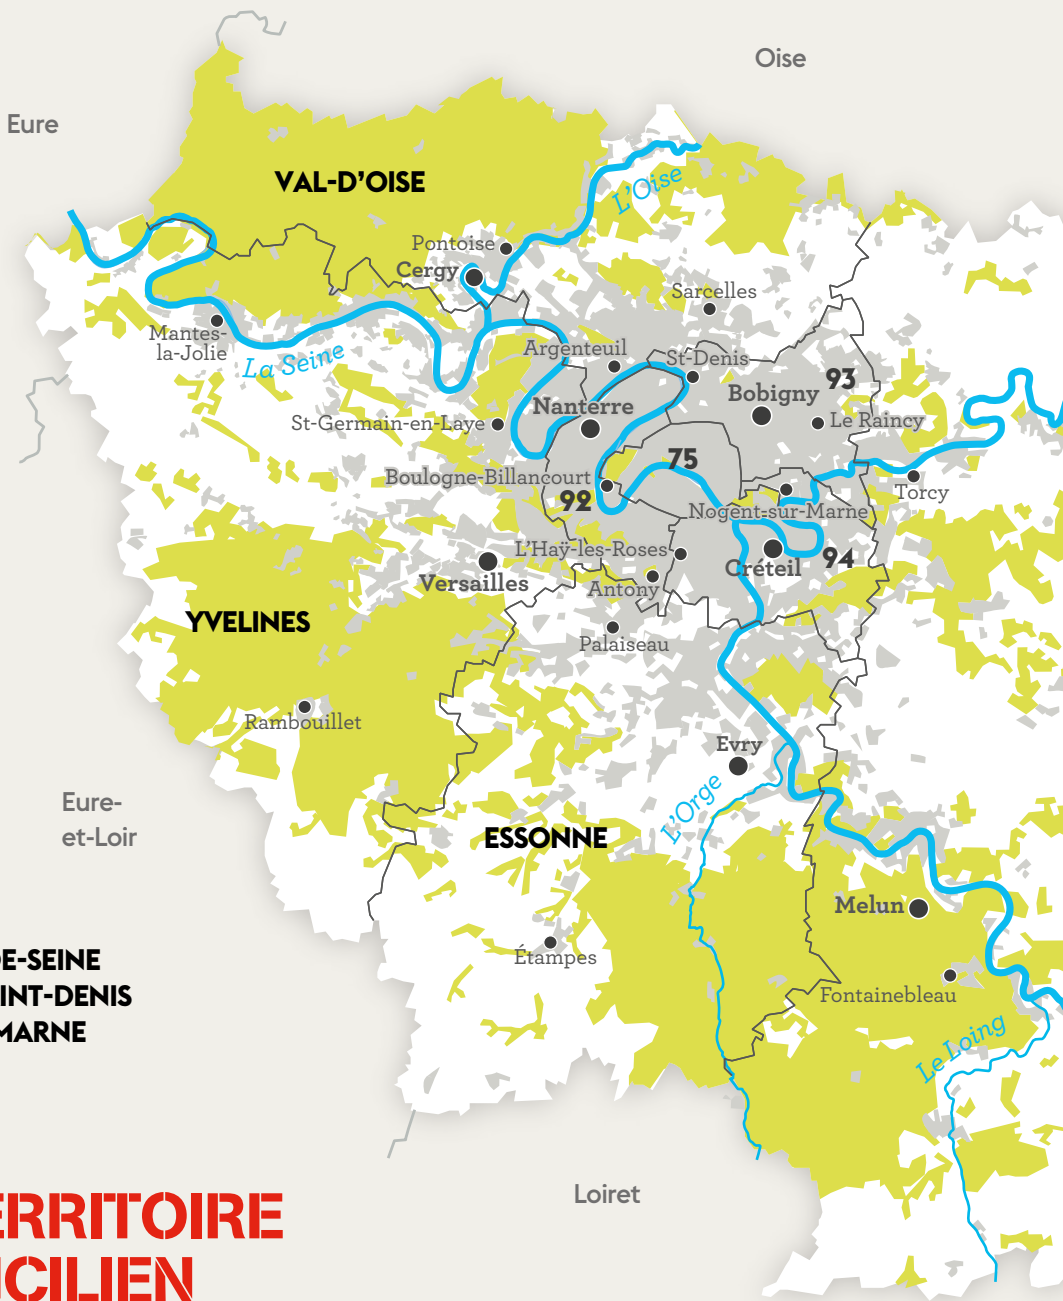 Oise
Eure
VAL-D'OISE
L'Oise
Pontoise
Cergy
Sarcelles
Mantes-
la-Jolie
La Seine
Argenteuil
St-Denis
93
Bobigny
Nanterre
St-Germain-en-Laye
Le Raincy
75
Boulogne-Billancourt
92
Torcy
Nogent-sur-Marne
L'Haÿ-les-Roses
94
Créteil
Versailles
Antony
YVELINES
Palaiseau
Rambouillet
Evry
L'Orge
Eure-
et-Loir
ESSONNE
Melun
Étampes
DE-SEINE
INT-DENIS
MARNE
Fontainebleau
Le Loing
Loiret
ERRITOIRE
CILIEN